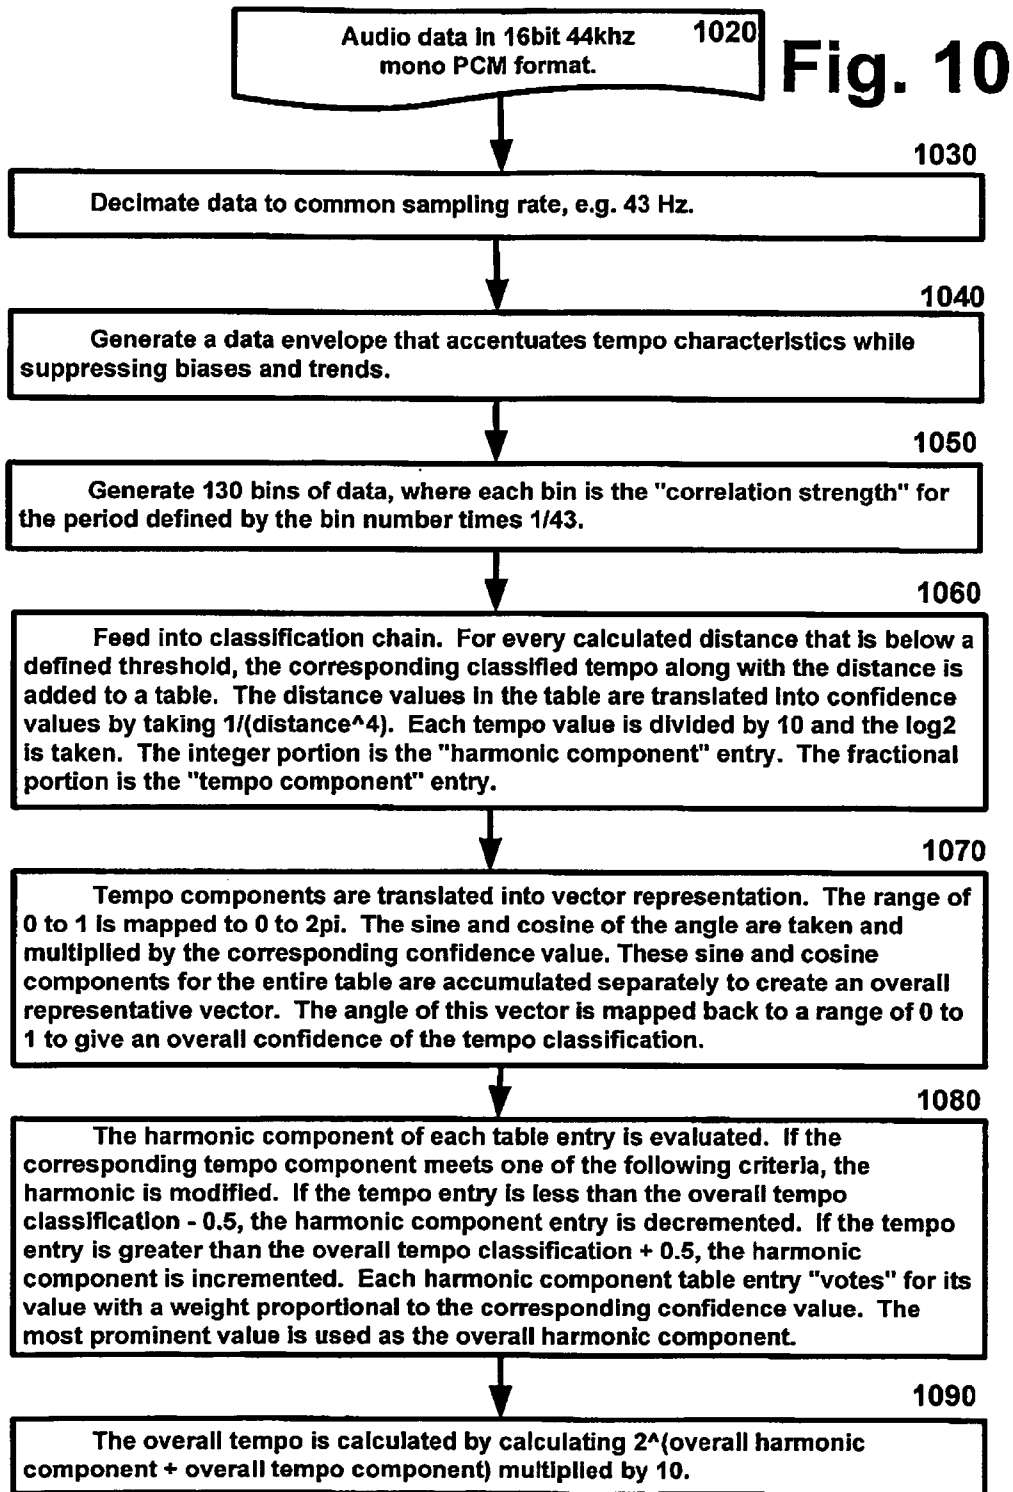 Audio data in 16bit 44khz 1020
mono PCM format.
Fig. 10
1030
Decimate data to common sampling rate, e.g. 43 Hz.
1040
Generate a data envelope that accentuates tempo characteristics while
suppressing biases and trends.
1050
Generate 130 bins of data, where each bin is the "correlation strength" for
the period defined by the bin number times 1/43.
1060
Feed into classification chain. For every calculated distance that is below a
defined threshold, the corresponding classified tempo along with the distance is
added to a table. The distance values in the table are translated into confidence
values by taking 1/(distance^4). Each tempo value is divided by 10 and the log2
is taken. The integer portion is the "harmonic component" entry. The fractional
portion is the "tempo component" entry.
1070
Tempo components are translated into vector representation. The range of
0 to 1 is mapped to 0 to 2pi. The sine and cosine of the angle are taken and
multiplied by the corresponding confidence value. These sine and cosine
components for the entire table are accumulated separately to create an overall
representative vector. The angle of this vector is mapped back to a range of 0 to
1 to give an overall confidence of the tempo classification.
1080
The harmonic component of each table entry is evaluated. If the
corresponding tempo component meets one of the following criteria, the
harmonic is modified. If the tempo entry is less than the overall tempo
classification - 0.5, the harmonic component entry is decremented. If the tempo
entry is greater than the overall tempo classification + 0.5, the harmonic
component is incremented. Each harmonic component table entry "votes" for its
value with a weight proportional to the corresponding confidence value. The
most prominent value is used as the overall harmonic component.
1090
The overall tempo is calculated by calculating 2^(overall harmonic
component + overall tempo component) multiplied by 10.